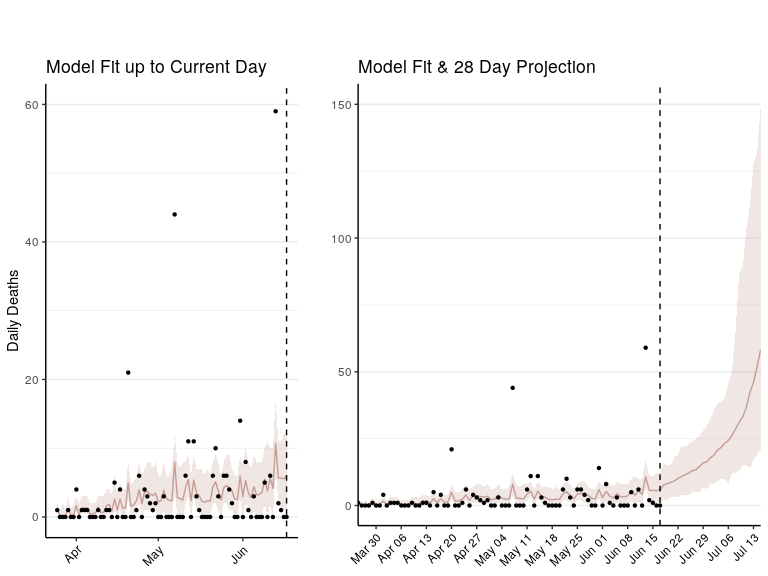 Model Fit up to Current Day
Daily Deaths
60
40
20
0
Apr
May
Jun
Model Fit & 28 Day Projection
150
100
50
0
Mar 30
Apr 06
Apr 13
Apr 20
Apr 27
May 04
May 11
May 18
May 25
Jun 01
Jun 08
Jun 15
Jun 22
Jun 29
Jul 06
Jul 13